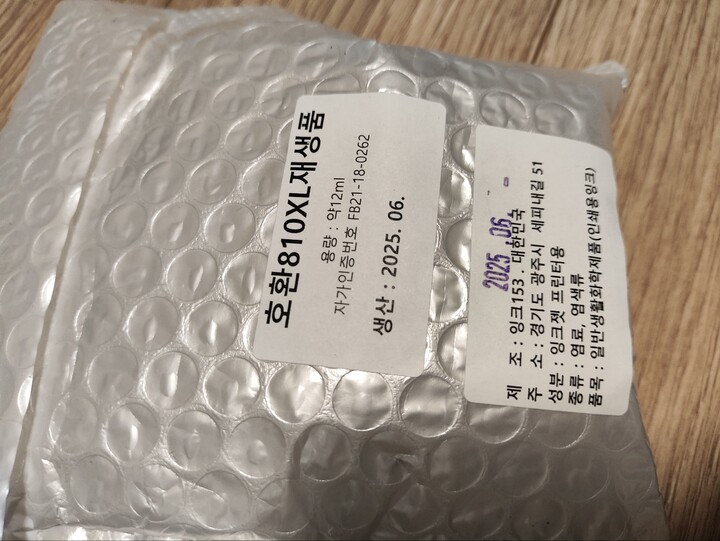 호환810XL재생품
용량 : 약12ml
자가인증번호 FB21-18-0262
생산 : 2025. 06.
2025 .06
제 조 : 잉크153 . 대한민국
주 소 : 경기도 광주시 세피내길 51
성분 : 잉크젯 프린터용
종류 : 염료, 염색류
품목 : 일반생활화학제품(인쇄용잉크)